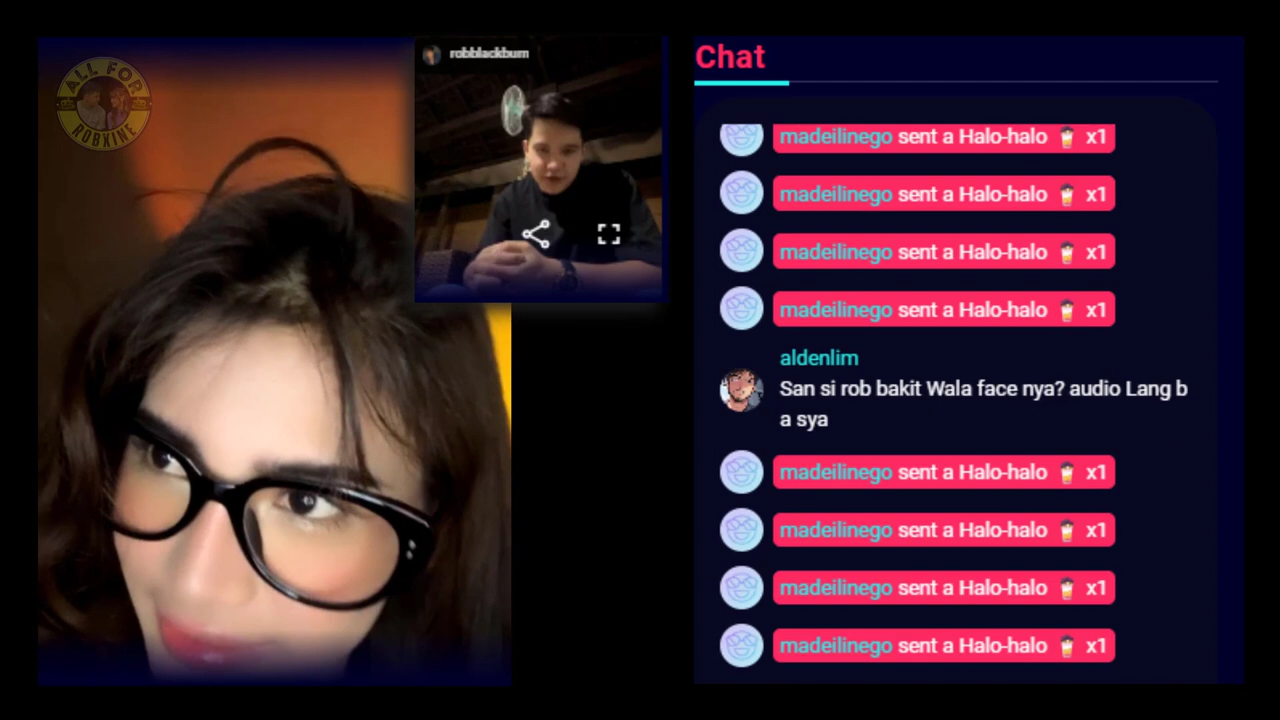 ALL FOR
ROBXINE
robblackburn
Chat
madeilinego sent a Halo-halo x1
madeilinego sent a Halo-halo x1
madeilinego sent a Halo-halo x1
madeilinego sent a Halo-halo x1
aldenlim
San si rob bakit Wala face nya? audio Lang b
a sya
madeilinego sent a Halo-halo x1
madeilinego sent a Halo-halo x1
madeilinego sent a Halo-halo x1
madeilinego sent a Halo-halo x1